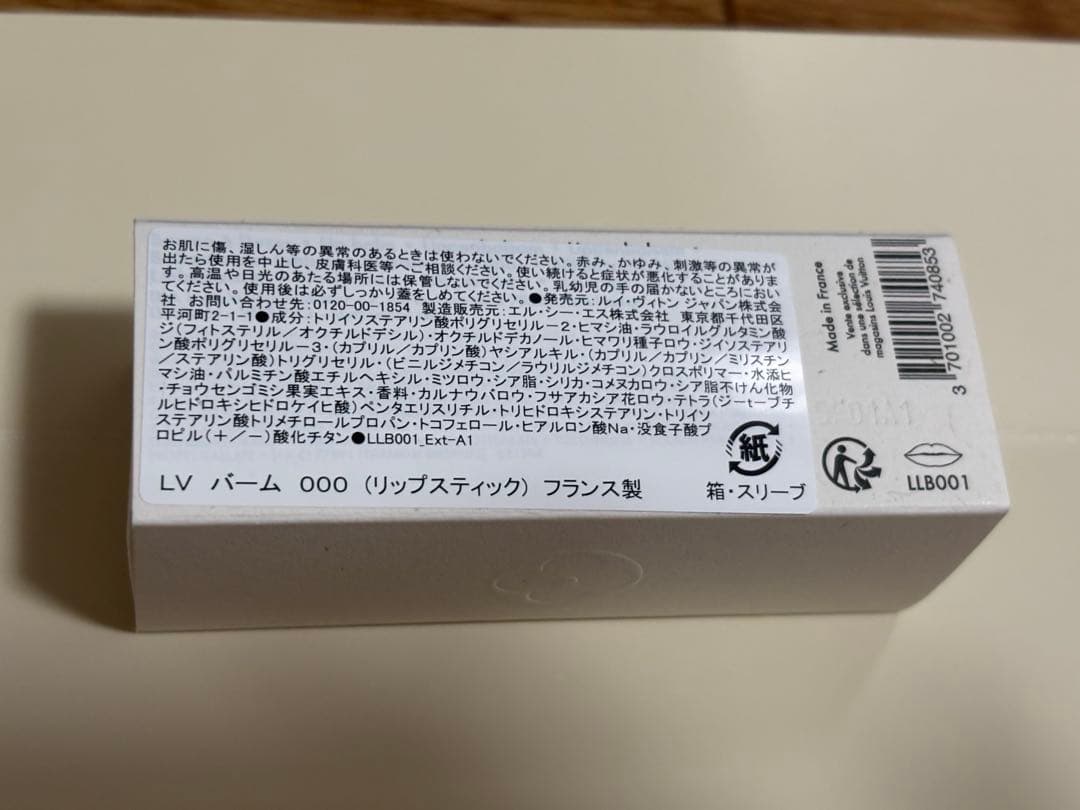 お肌に傷、湿しん等の異常のあるときは使わないでください。赤み、かゆみ、刺激等の異常が
出たら使用を中止し、皮膚科医等へご相談ください。使い続けると症状が悪化することがありま
す。高温や日光のあたる場所には保管しないでください。乳幼児の手の届かないところにおい
てください。使用後は必ずしっかり蓋をしめてください。●発売元:ルイ・ヴィトン ジャパン株式会
社 お問い合わせ先:0120-00-1854 製造販売元:エル・シー・エス株式会社 東京都千代田区
平河町2-1-1●成分:トリイソステアリン酸ポリグリセリル-2・ヒマシ油・ラウロイルグルタミン酸
ジ(フィトステリル/オクチルドデシル)・オクチルドデカノール・ヒマワリ種子ロウ・ジイソステアリ
ン酸ポリグリセリル-3・(カプリル/カプリン酸)ヤシアルキル・(カプリル/カプリン/ミリスチン
/ステアリン酸)トリグリセリル・(ビニルジメチコン/ラウリルジメチコン)クロスポリマー・水添ヒ
マシ油・パルミチン酸エチルヘキシル・ミツロウ・シア脂・シリカ・コメヌカロウ・シア脂不けん化物
・チョウセンゴミシ果実エキス・香料・カルナウバロウ・フサアカシア花ロウ・テトラ(ジーtーブチ
ルヒドロキシヒドロケイヒ酸)ペンタエリスリチル・トリヒドロキシステアリン・トリイソ
ステアリン酸トリメチロールプロパン・トコフェロール・ヒアルロン酸Na・没食子酸プ
ロピル(+/-)酸化チタン●LLB001_Ext-A1
LV バーム 000 (リップスティック) フランス製
紙
箱・スリーブ
Made in France
Vente exclusive
dans une sélection de
magasins Louis Vuitton
3 701002 740853
LLB001